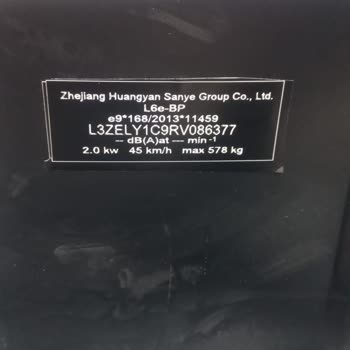 Zhejiang Huangyan Sanye Group Co., Ltd.
L6e-BP
e9*168/2013*11459
L3ZELY1C9RV086377
-- dB(A)at --- min -1
2.0 kw 45 km/h max 578 kg